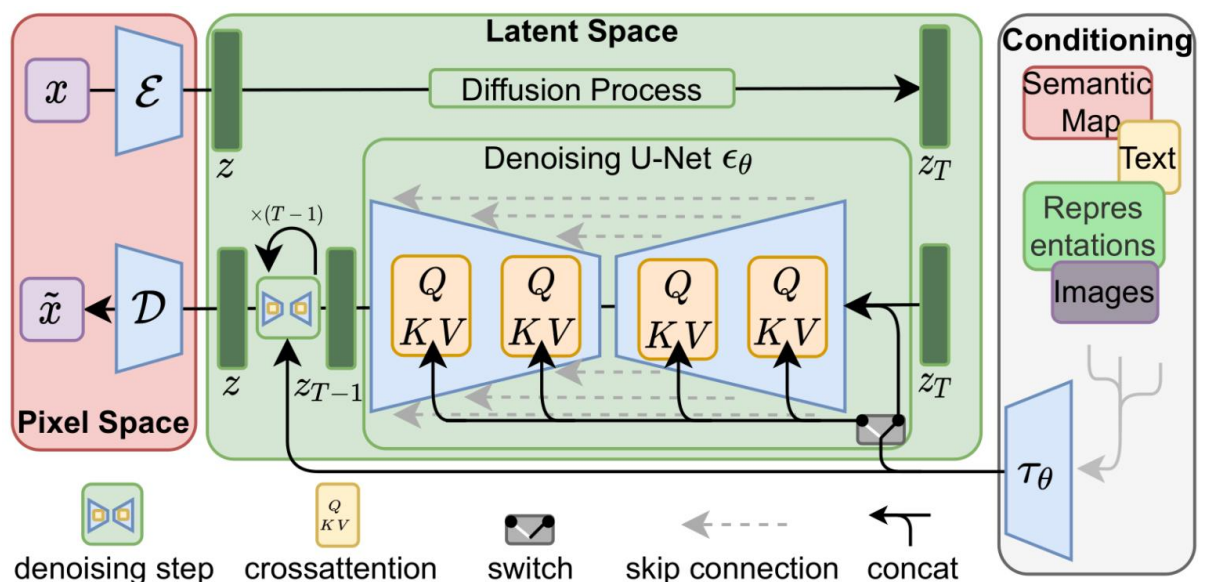 Latent Space
Conditioning
x
ℰ
Diffusion Process
Semantic
Map
Text
z
z_T
Denoising U-Net ϵ_θ
×(T − 1)
Repres
entations
Images
x̃
𝒟
Q
KV
Q
KV
Q
KV
Q
KV
z
z_{T−1}
z_T
Pixel Space
τ_θ
Q
KV
denoising step
crossattention
switch
skip connection
concat